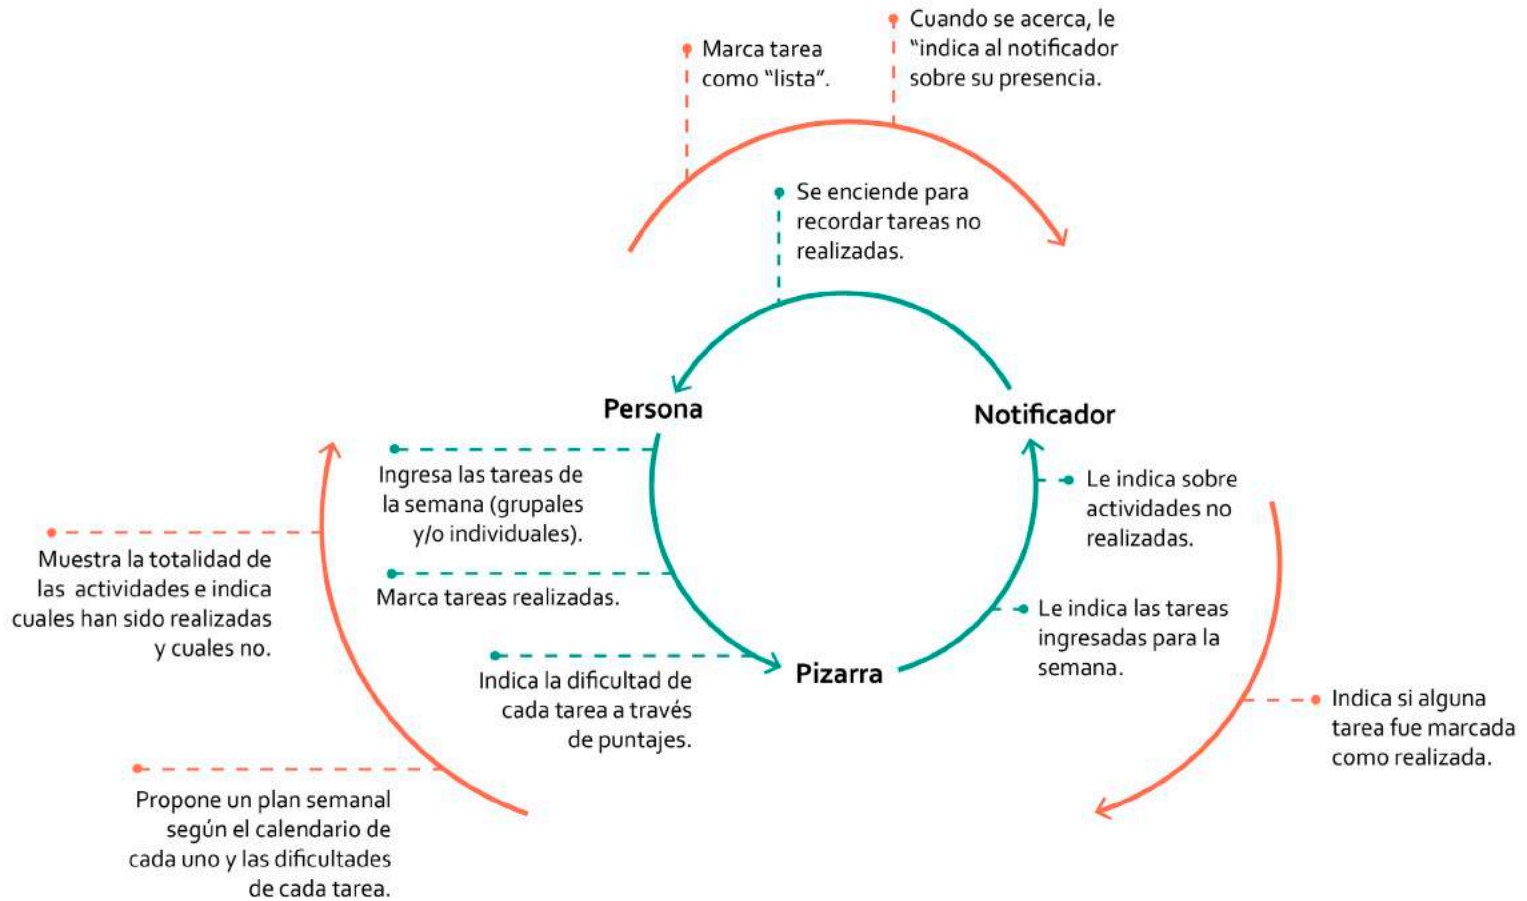 Cuando se acerca, le
“indica al notificador
sobre su presencia.
Marca tarea
como “lista”.
Se enciende para
recordar tareas no
realizadas.
Persona
Notificador
Ingresa las tareas de
la semana (grupales
y/o individuales).
Le indica sobre
actividades no
realizadas.
Muestra la totalidad de
las actividades e indica
cuales han sido realizadas
y cuales no.
Marca tareas realizadas.
Le indica las tareas
ingresadas para la
semana.
Pizarra
Indica la dificultad de
cada tarea a través
de puntajes.
Indica si alguna
tarea fue marcada
como realizada.
Propone un plan semanal
según el calendario de
cada uno y las dificultades
de cada tarea.